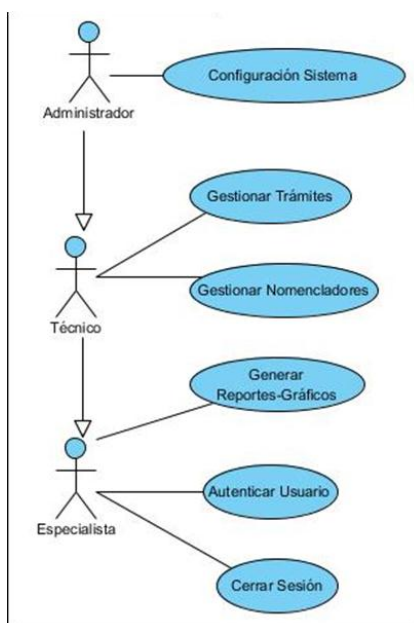 Configuración Sistema
Administrador
Gestionar Trámites
Gestionar Nomencladores
Técnico
Generar
Reportes-Gráficos
Autenticar Usuario
Especialista
Cerrar Sesión